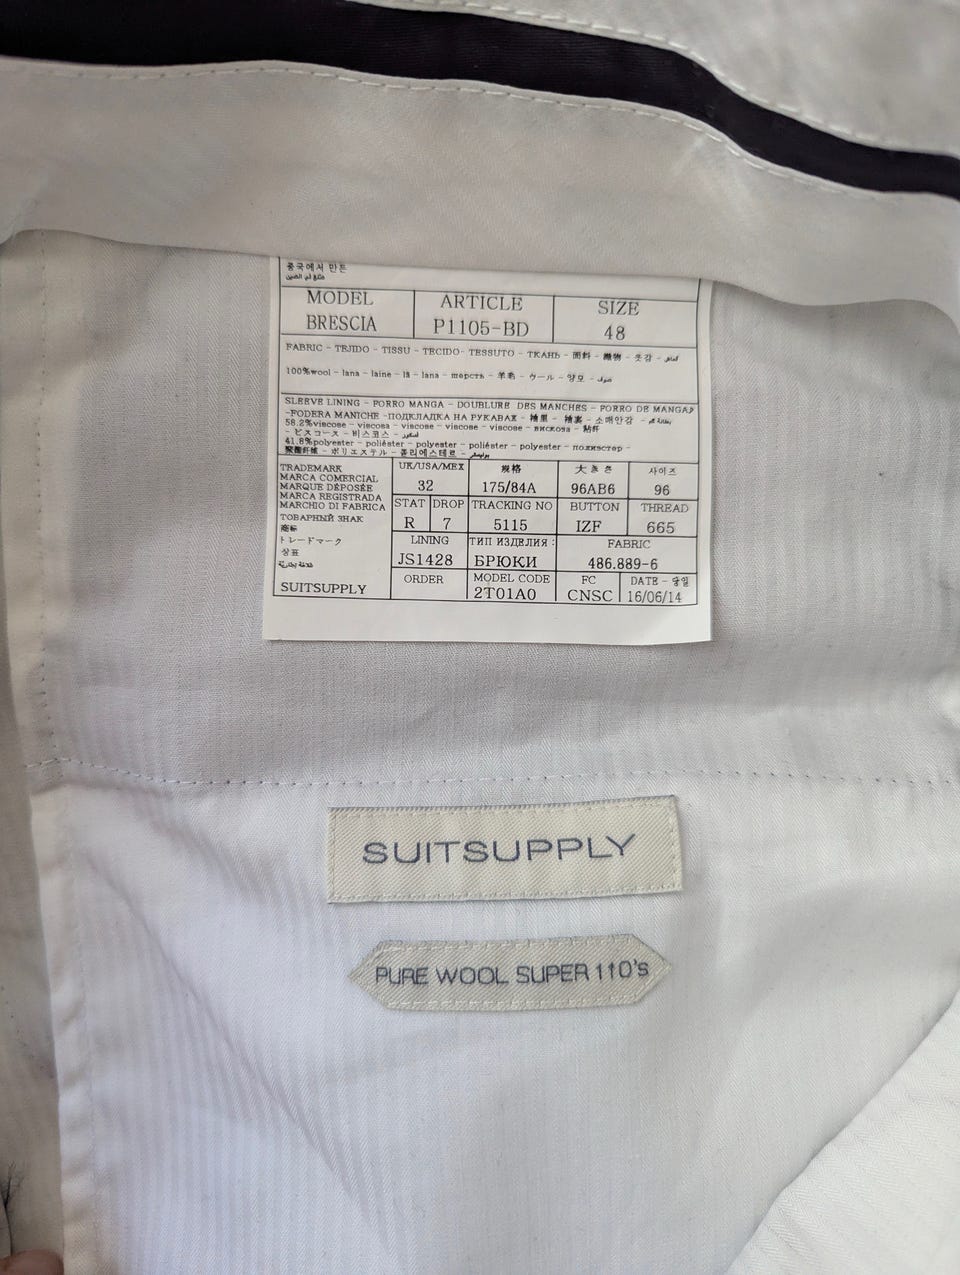 중국에서 만든
MODEL ARTICLE SIZE
BRESCIA P1105-BD 48
FABRIC - TEJIDO - TISSU - TECIDO- TESSUTO - ТКАНЬ - 面料 - 織物 - 옷감 -
100%wool - lana - laine - lã - lana - шерсть - 羊毛 - ウール - 양모 - صوف
SLEEVE LINING - FORRO MANGA - DOUBLURE DES MANCHES - FORRO DE MANGA
-FODERA MANICHE -ПОДКЛАДКА НА РУКАВАХ - 袖里 - 袖裏 - 소매안감 -
58.2%viscose - viscosa - viscose - viscose - viscose - вискоза - 粘纤
- ビスコース - 비스코스 -
41.8%polyester - poliéster - polyester - poliéster - polyester - полиэстер -
聚酯纤维 - ポリエステル - 폴리에스테르 -
TRADEMARK
MARCA COMERCIAL
MARQUE DÉPOSÉE
MARCA REGISTRADA
MARCHIO DI FABRICA
ТОВАРНЫЙ ЗНАК
商标
トレードマーク
상표
علامة تجارية
SUITSUPPLY
UK/USA/MEX 规格 大きさ 사이즈
32 175/84A 96AB6 96
STAT DROP TRACKING NO BUTTON THREAD
R 7 5115 IZF 665
LINING ТИП ИЗДЕЛИЯ: FABRIC
JS1428 БРЮКИ 486.889-6
ORDER MODEL CODE FC DATE - 당일
2T01A0 CNSC 16/06/14
SUITSUPPLY
PURE WOOL SUPER 110's